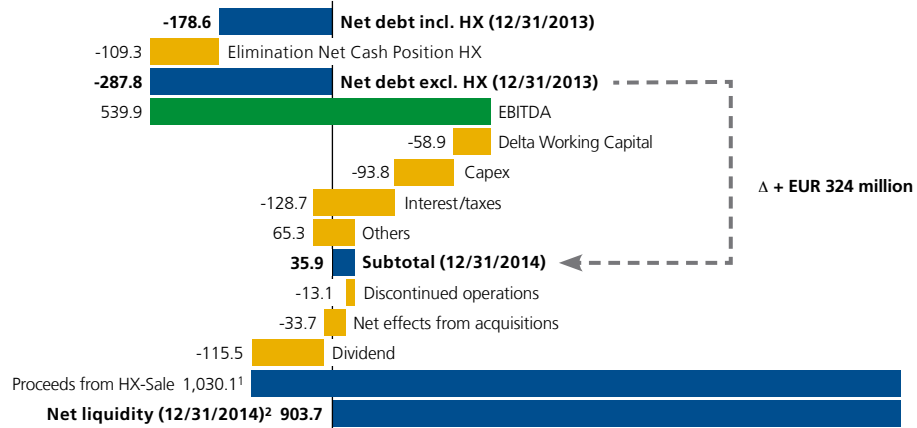 -178.6 Net debt incl. HX (12/31/2013)
-109.3 Elimination Net Cash Position HX
-287.8 Net debt excl. HX (12/31/2013)
539.9 EBITDA
-58.9 Delta Working Capital
-93.8 Capex
Δ + EUR 324 million
-128.7 Interest/taxes
65.3 Others
35.9 Subtotal (12/31/2014)
-13.1 Discontinued operations
-33.7 Net effects from acquisitions
-115.5 Dividend
Proceeds from HX-Sale 1,030.1¹
Net liquidity (12/31/2014)² 903.7